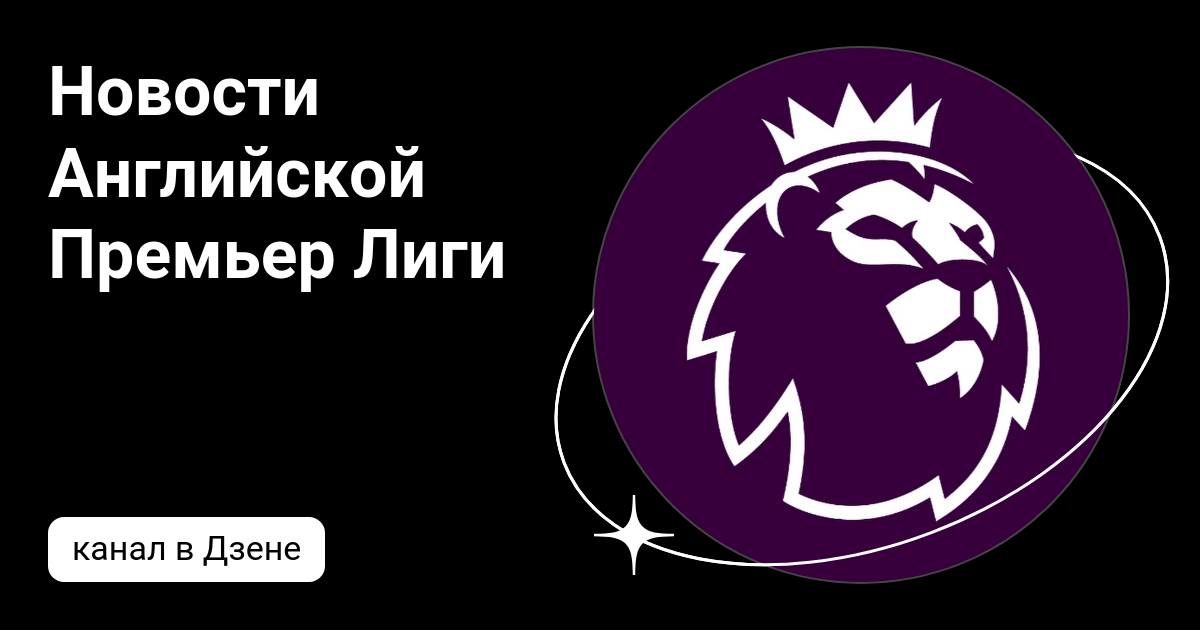 Новости
Английской
Премьер Лиги
канал в Дзене